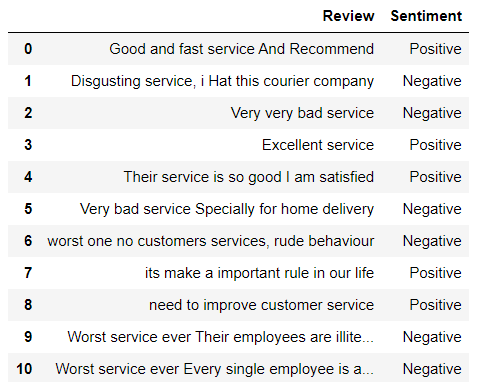 Review Sentiment
0 Good and fast service And Recommend Positive
1 Disgusting service, i Hat this courier company Negative
2 Very very bad service Negative
3 Excellent service Positive
4 Their service is so good I am satisfied Positive
5 Very bad service Specially for home delivery Negative
6 worst one no customers services, rude behaviour Negative
7 its make a important rule in our life Positive
8 need to improve customer service Positive
9 Worst service ever Their employees are illite... Negative
10 Worst service ever Every single employee is a... Negative